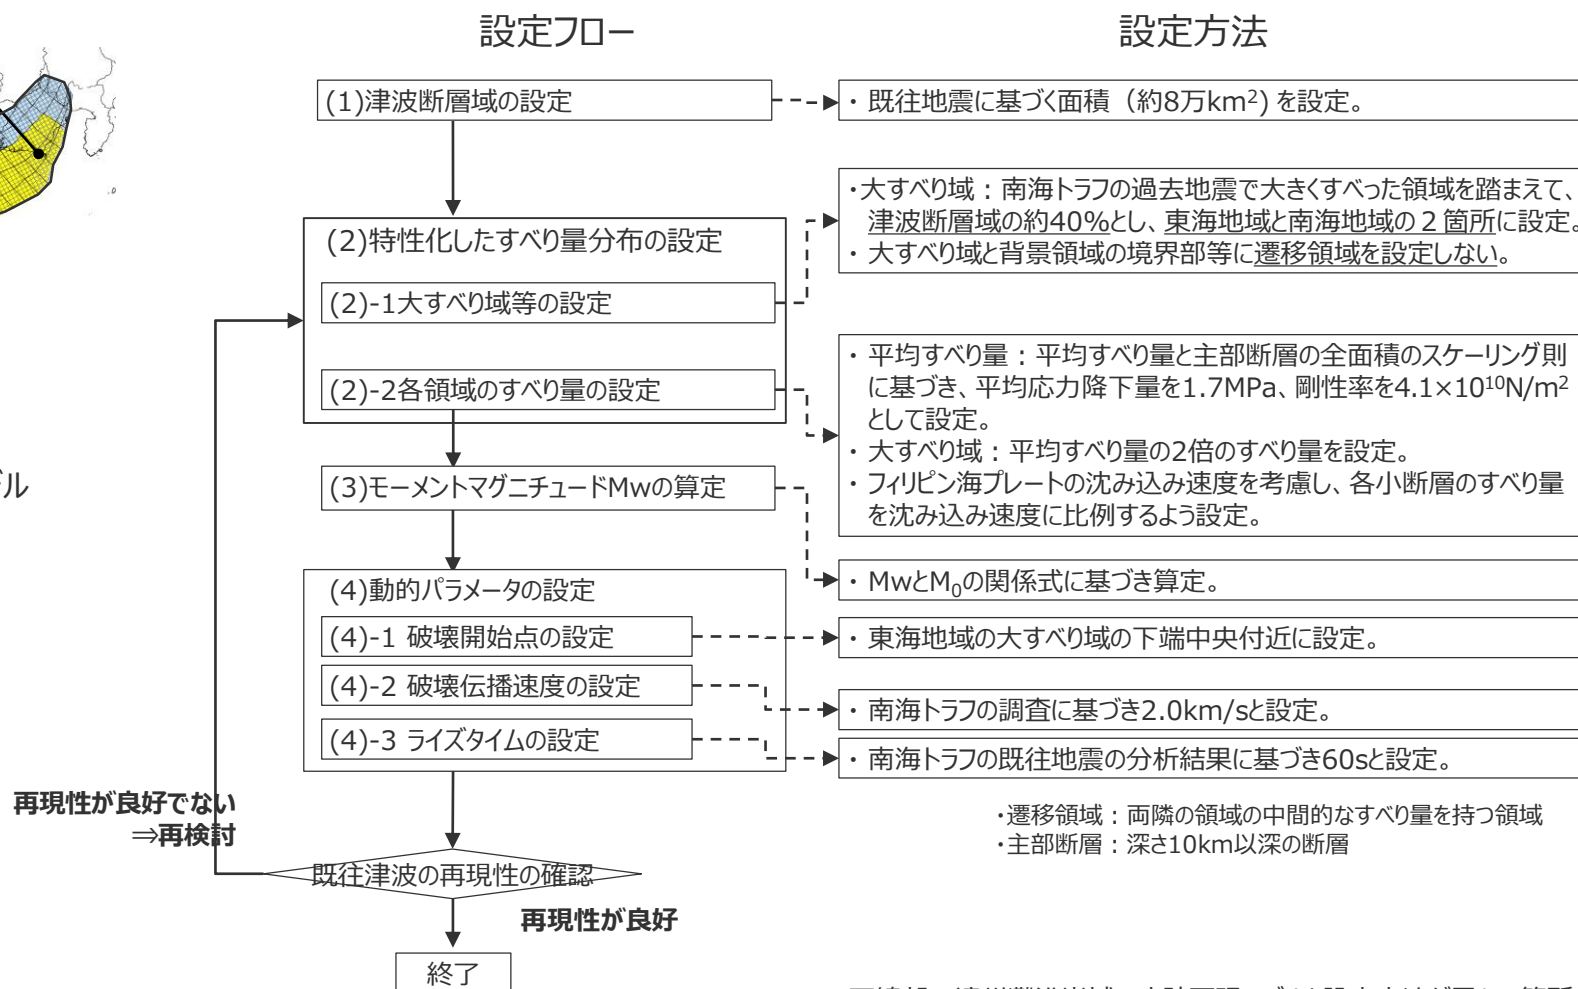 設定フロー
設定方法
(1)津波断層域の設定
・ 既往地震に基づく面積（約8万km²) を設定。
・大すべり域：南海トラフの過去地震で大きくすべった領域を踏まえて、
津波断層域の約40%とし、東海地域と南海地域の２箇所に設定。
・ 大すべり域と背景領域の境界部等に遷移領域を設定しない。
(2)特性化したすべり量分布の設定
(2)-1大すべり域等の設定
(2)-2各領域のすべり量の設定
・ 平均すべり量：平均すべり量と主部断層の全面積のスケーリング則
に基づき、平均応力降下量を1.7MPa、剛性率を4.1×10¹⁰N/m²
として設定。
・ 大すべり域：平均すべり量の2倍のすべり量を設定。
・ フィリピン海プレートの沈み込み速度を考慮し、各小断層のすべり量
を沈み込み速度に比例するよう設定。
ル
(3)モーメントマグニチュードMwの算定
・ MwとM₀の関係式に基づき算定。
(4)動的パラメータの設定
(4)-1 破壊開始点の設定
・ 東海地域の大すべり域の下端中央付近に設定。
(4)-2 破壊伝播速度の設定
・ 南海トラフの調査に基づき2.0km/sと設定。
(4)-3 ライズタイムの設定
・ 南海トラフの既往地震の分析結果に基づき60sと設定。
・遷移領域：両隣の領域の中間的なすべり量を持つ領域
・主部断層：深さ10km以深の断層
再現性が良好でない
⇒再検討
既往津波の再現性の確認
再現性が良好
終了